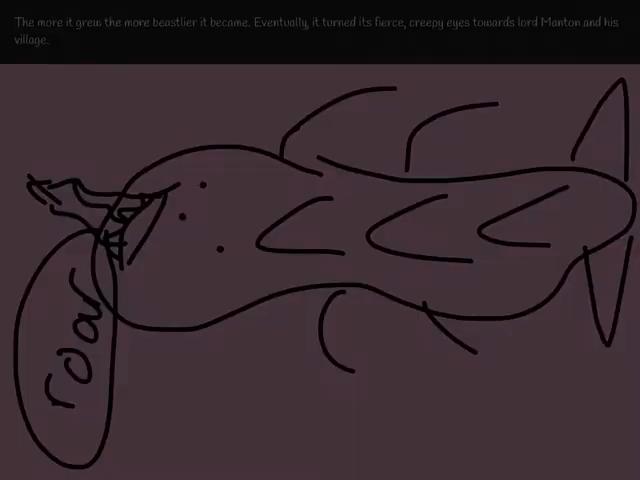 The more it grew the more beastlier it became. Eventually, it turned its fierce, creepy eyes towards lord Manton and his
village.
roar